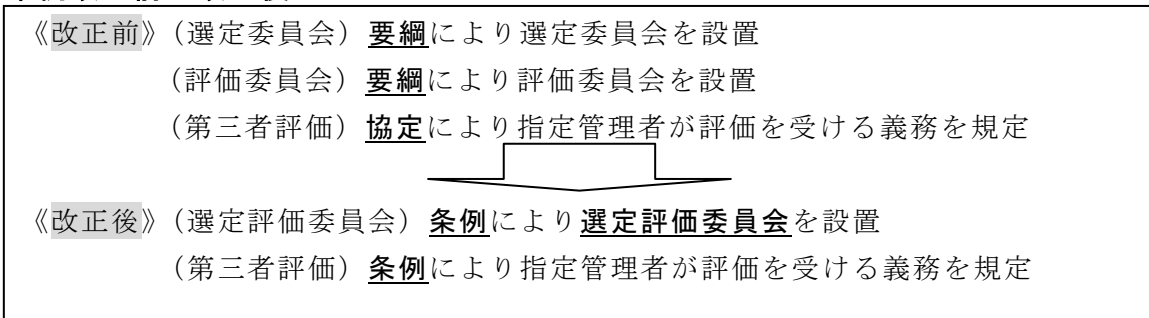 《改正前》（選定委員会）要綱により選定委員会を設置
（評価委員会）要綱により評価委員会を設置
（第三者評価）協定により指定管理者が評価を受ける義務を規定
《改正後》（選定評価委員会）条例により選定評価委員会を設置
（第三者評価）条例により指定管理者が評価を受ける義務を規定